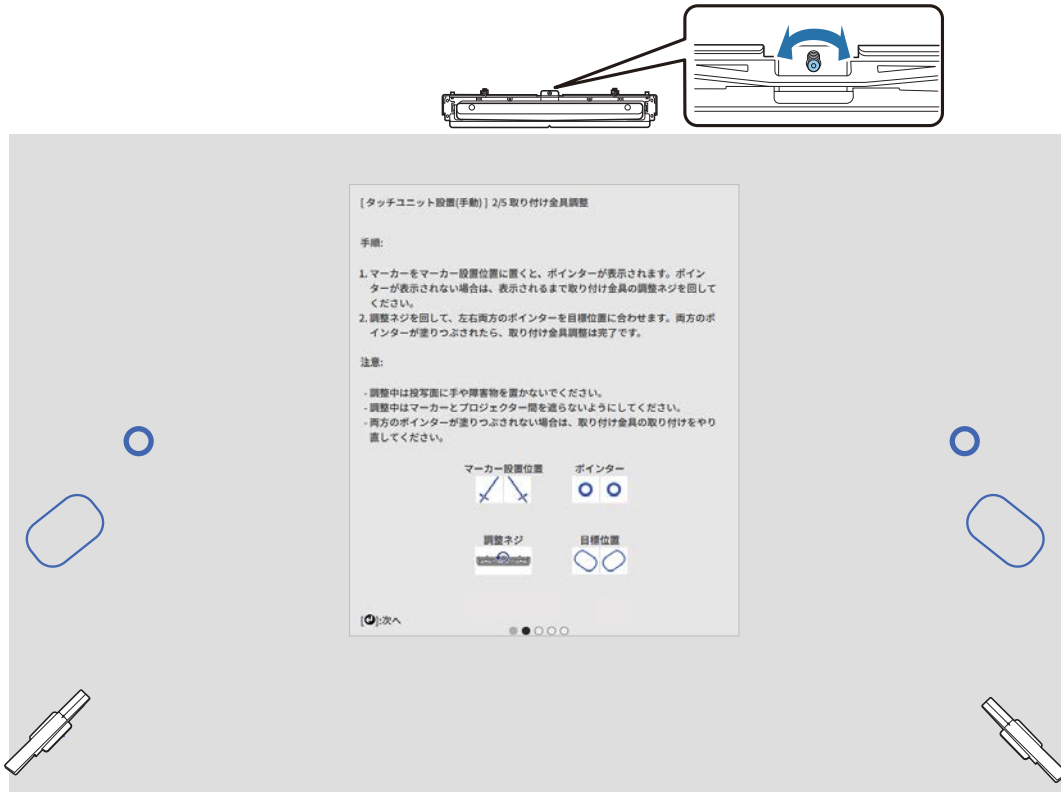 [ タッチユニット設置(手動) ] 2/5 取り付け金具調整
手順:
1. マーカーをマーカー設置位置に置くと、ポインターが表示されます。ポイン
ターが表示されない場合は、表示されるまで取り付け金具の調整ネジを回して
ください。
2. 調整ネジを回して、左右両方のポインターを目標位置に合わせます。両方のポ
インターが塗りつぶされたら、取り付け金具調整は完了です。
注意:
- 調整中は投写面に手や障害物を置かないでください。
- 調整中はマーカーとプロジェクター間を遮らないようにしてください。
- 両方のポインターが塗りつぶされない場合は、取り付け金具の取り付けをやり
直してください。
マーカー設置位置 ポインター
調整ネジ 目標位置
[ ]:次へ